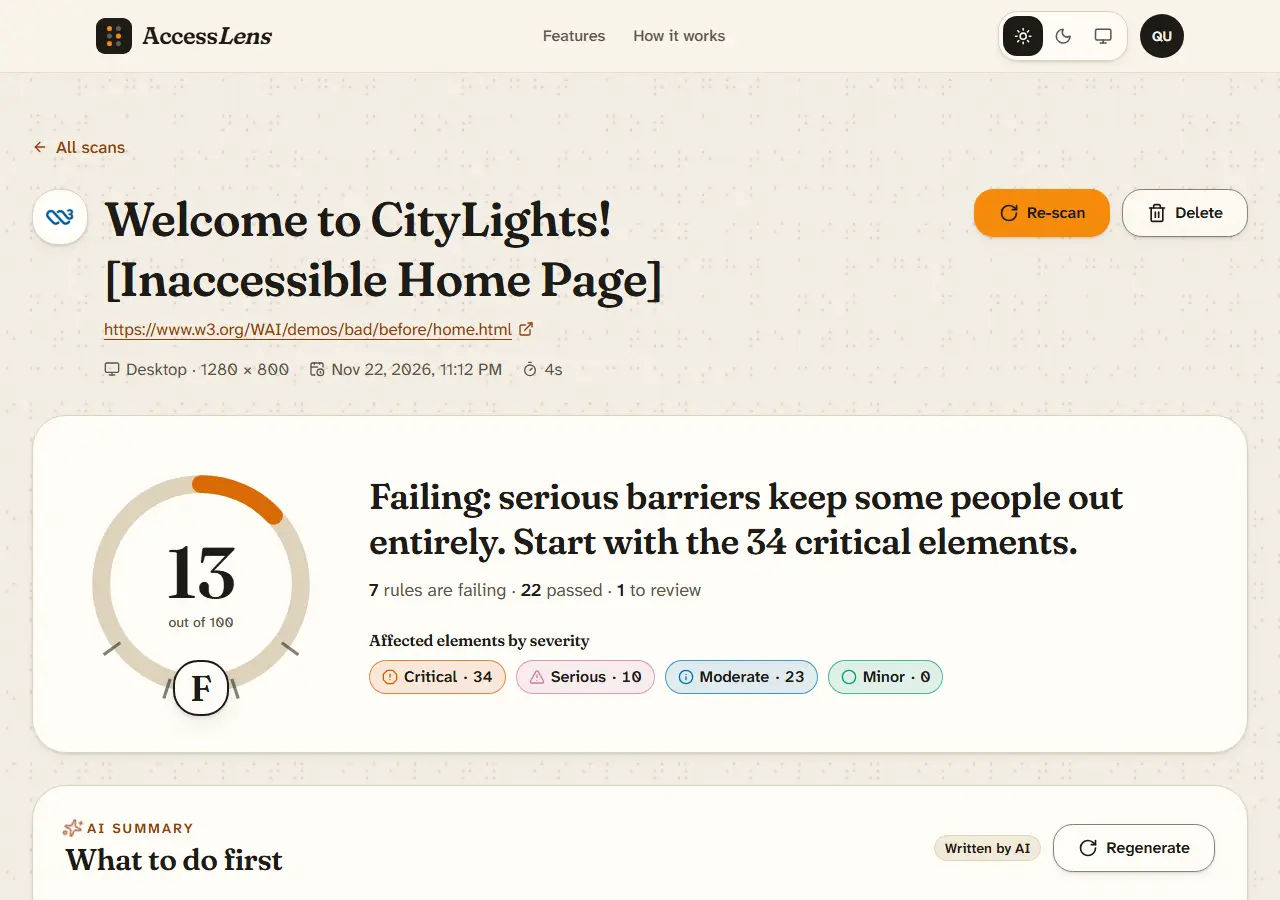 AccessLens
Features
How it works
QU
All scans
Welcome to CityLights!
[Inaccessible Home Page]
Re-scan
Delete
https://www.w3.org/WAI/demos/bad/before/home.html
Desktop · 1280 × 800
Nov 22, 2026, 11:12 PM
4s
13
out of 100
F
Failing: serious barriers keep some people out
entirely. Start with the 34 critical elements.
7 rules are failing · 22 passed · 1 to review
Affected elements by severity
Critical · 34
Serious · 10
Moderate · 23
Minor · 0
AI SUMMARY
What to do first
Written by AI
Regenerate